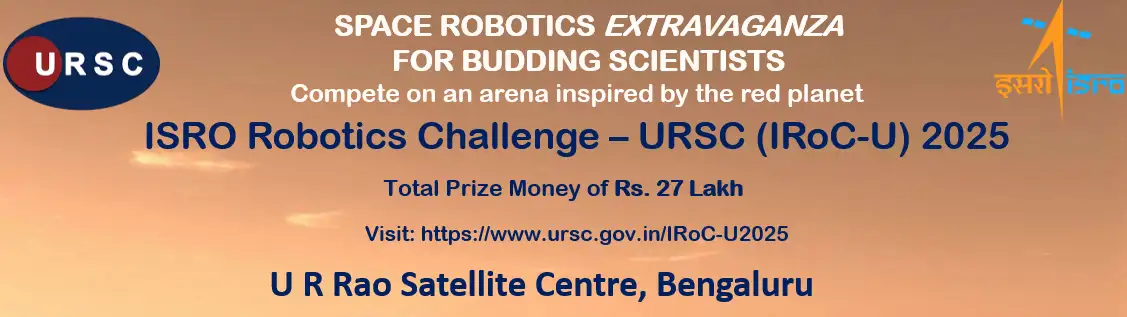 URSC
SPACE ROBOTICS EXTRAVAGANZA
FOR BUDDING SCIENTISTS
Compete on an arena inspired by the red planet
इसरो isro
ISRO Robotics Challenge – URSC (IRoC-U) 2025
Total Prize Money of Rs. 27 Lakh
Visit: https://www.ursc.gov.in/IRoC-U2025
U R Rao Satellite Centre, Bengaluru